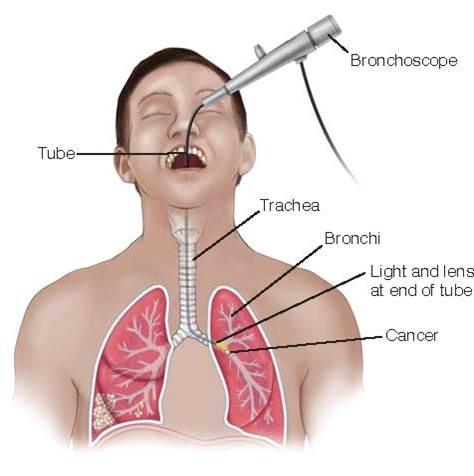 Bronchoscope
Tube
Trachea
Bronchi
Light and lens
at end of tube
Cancer